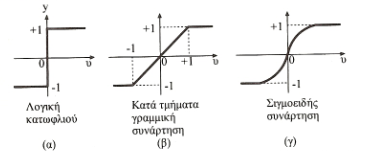 y
+1
0
υ
-1
Λογική
κατωφλιού
(α)
+1
-1
0
+1
υ
-1
Κατά τμήματα
γραμμική
συνάρτηση
(β)
+1
0
υ
-1
Σιγμοειδής
συνάρτηση
(γ)